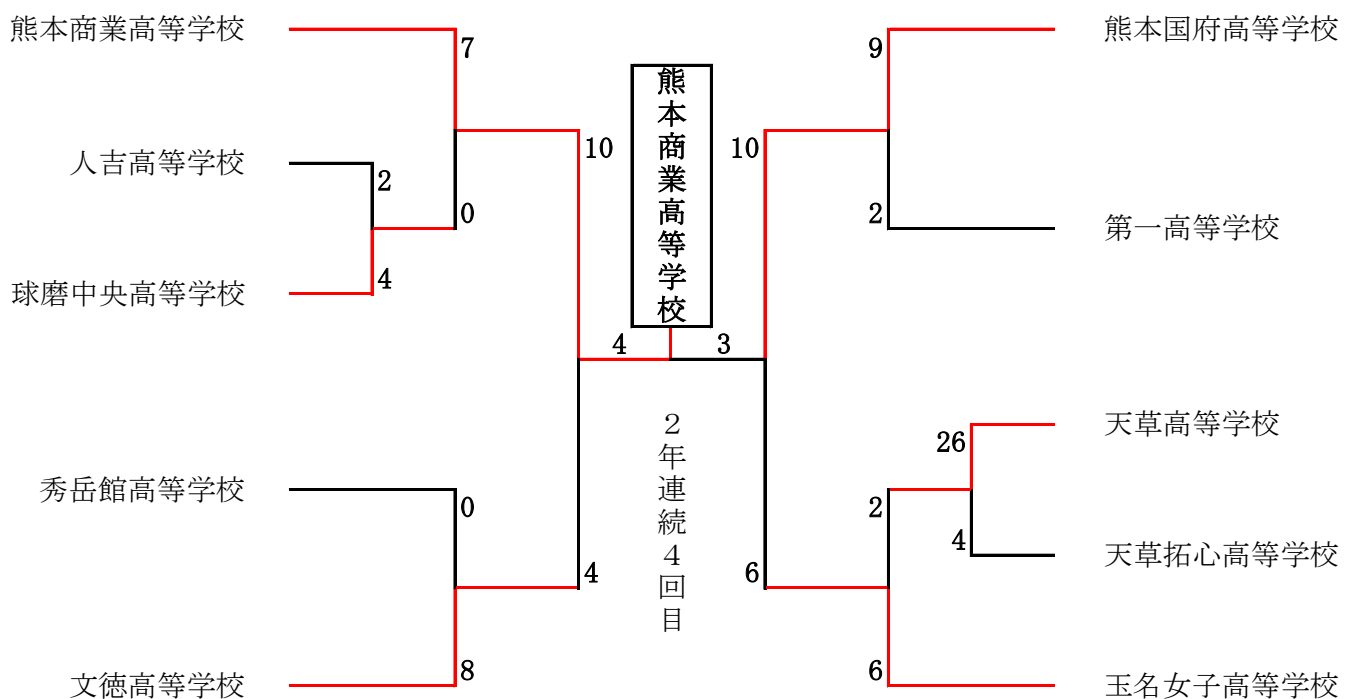 熊本商業高等学校
7
人吉高等学校
2
0
球磨中央高等学校
4
10
秀岳館高等学校
0
4
文徳高等学校
8
熊本商業高等学校
4
3
２年連続４回目
熊本国府高等学校
9
10
第一高等学校
2
天草高等学校
26
2
天草拓心高等学校
4
6
玉名女子高等学校
6